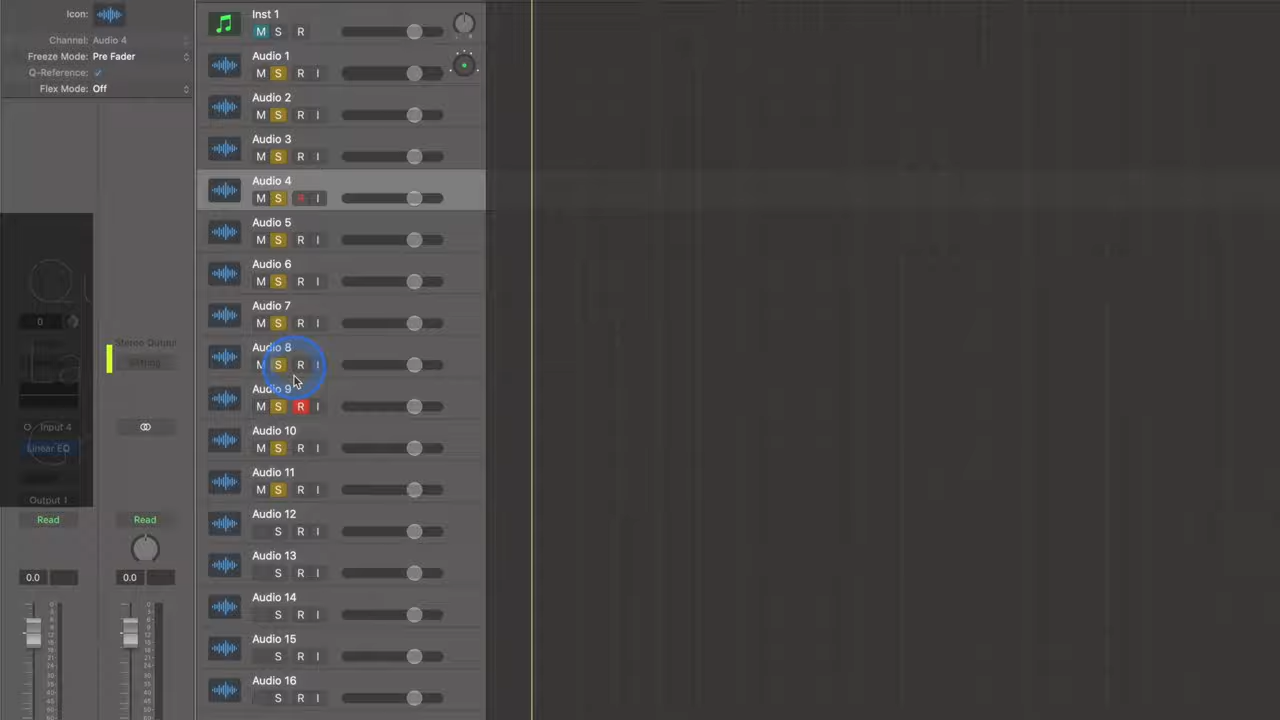 Icon:
Channel: Audio 4
Freeze Mode: Pre Fader
Q-Reference:
Flex Mode: Off
Stereo Output
0
Input 4
Linear EQ
Output 1
Read Read
0.0 0.0
Inst 1
M S R
Audio 1
M S R I
Audio 2
M S R I
Audio 3
M S R I
Audio 4
M S R I
Audio 5
M S R I
Audio 6
M S R I
Audio 7
M S R I
Audio 8
M S R I
Audio 9
M S R I
Audio 10
M S R I
Audio 11
M S R I
Audio 12
S R I
Audio 13
S R I
Audio 14
S R I
Audio 15
S R I
Audio 16
S R I